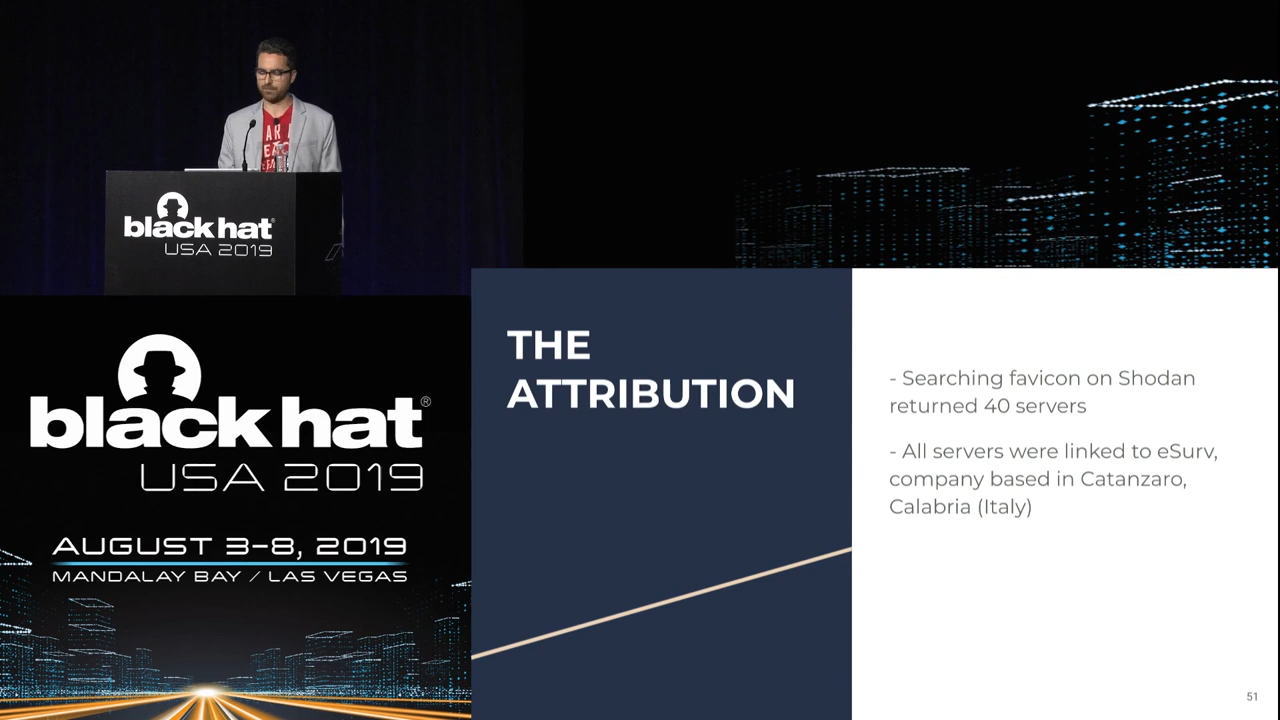 black hat®
USA 2019
black hat®
USA 2019
AUGUST 3-8, 2019
MANDALAY BAY / LAS VEGAS
THE
ATTRIBUTION
- Searching favicon on Shodan
returned 40 servers
- All servers were linked to eSurv,
company based in Catanzaro,
Calabria (Italy)
51